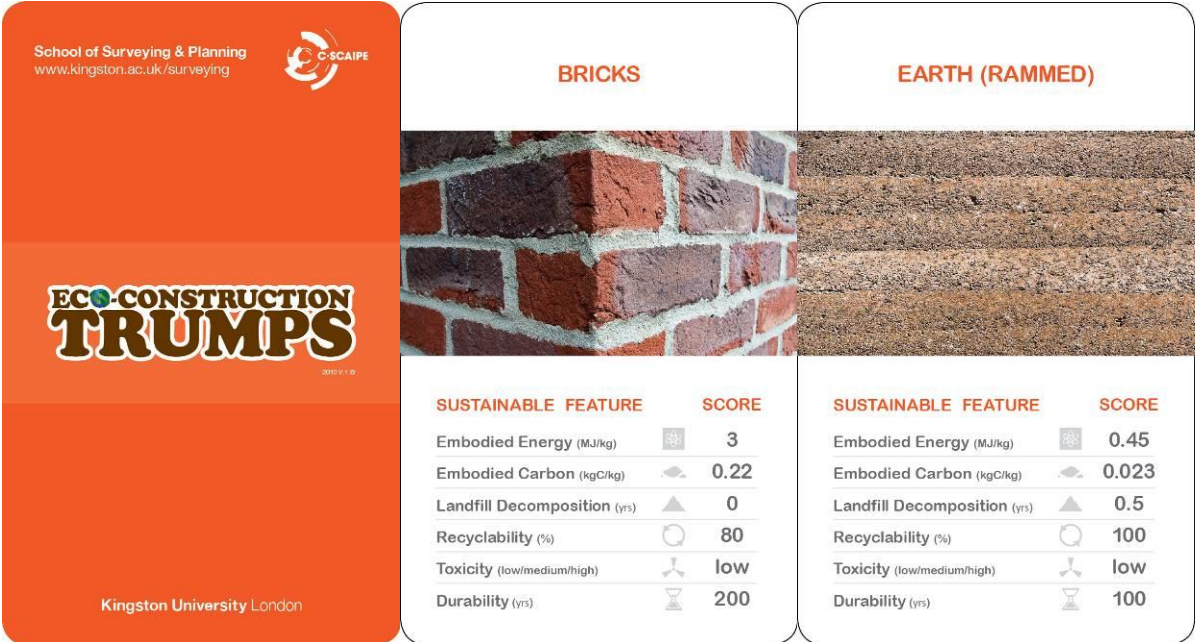 School of Surveying & Planning
www.kingston.ac.uk/surveying
C-SCAIPE
ECO-CONSTRUCTION
TRUMPS
Kingston University London
BRICKS
SUSTAINABLE FEATURE SCORE
Embodied Energy (MJ/kg) 3
Embodied Carbon (kgC/kg) 0.22
Landfill Decomposition (yrs) 0
Recyclability (%) 80
Toxicity (low/medium/high) low
Durability (yrs) 200
EARTH (RAMMED)
SUSTAINABLE FEATURE SCORE
Embodied Energy (MJ/kg) 0.45
Embodied Carbon (kgC/kg) 0.023
Landfill Decomposition (yrs) 0.5
Recyclability (%) 100
Toxicity (low/medium/high) low
Durability (yrs) 100